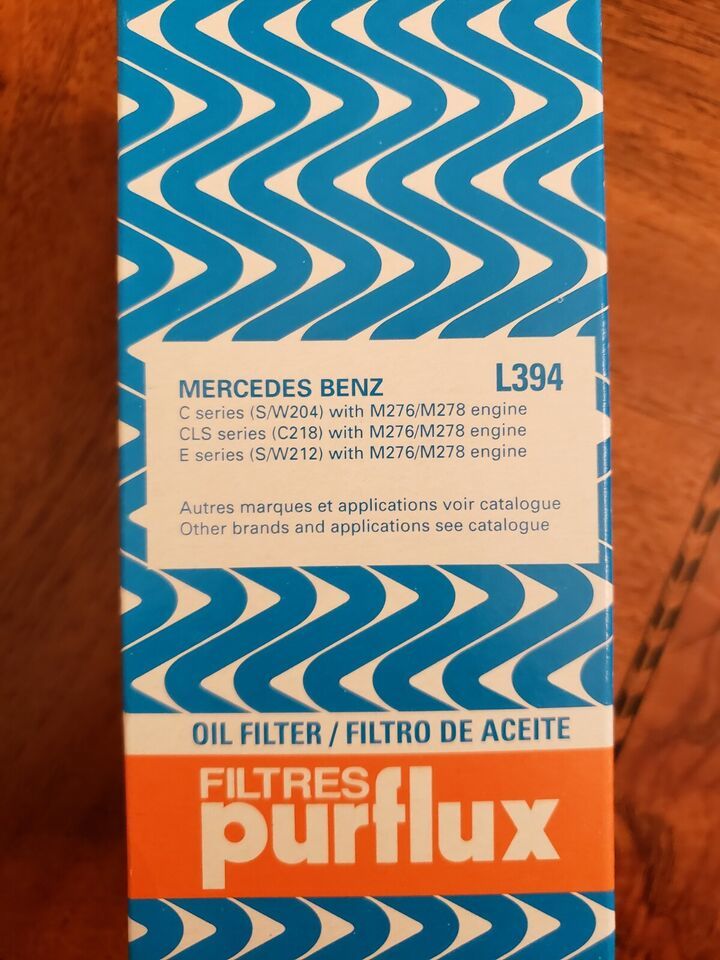 MERCEDES BENZ L394
C series (S/W204) with M276/M278 engine
CLS series (C218) with M276/M278 engine
E series (S/W212) with M276/M278 engine
Autres marques et applications voir catalogue
Other brands and applications see catalogue
OIL FILTER / FILTRO DE ACEITE
FILTRES
purflux